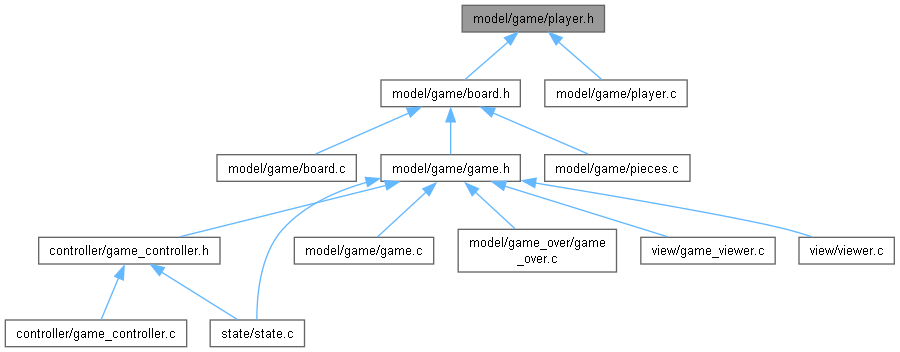 model/game/player.h
model/game/board.h
model/game/player.c
model/game/board.c
model/game/game.h
model/game/pieces.c
controller/game_controller.h
model/game/game.c
model/game_over/game
_over.c
view/game_viewer.c
view/viewer.c
controller/game_controller.c
state/state.c